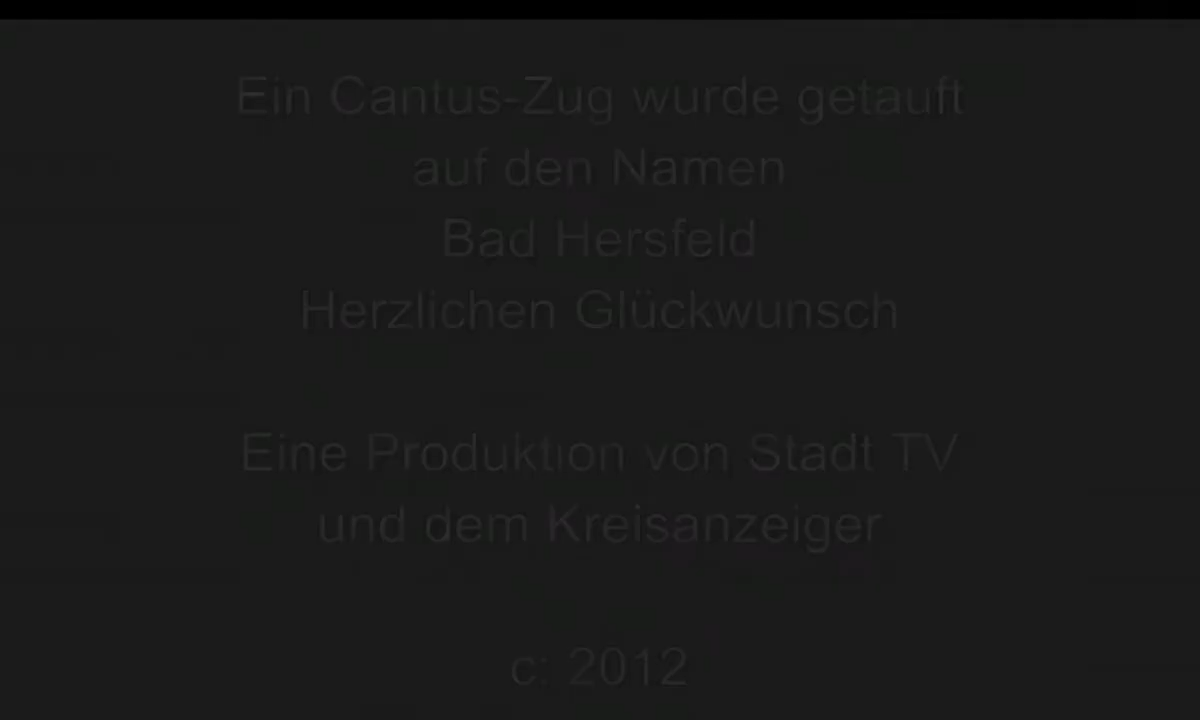 Ein Cantus-Zug wurde getauft
auf den Namen
Bad Hersfeld
Herzlichen Glückwunsch
Eine Produktion von Stadt TV
und dem Kreisanzeiger
c: 2012